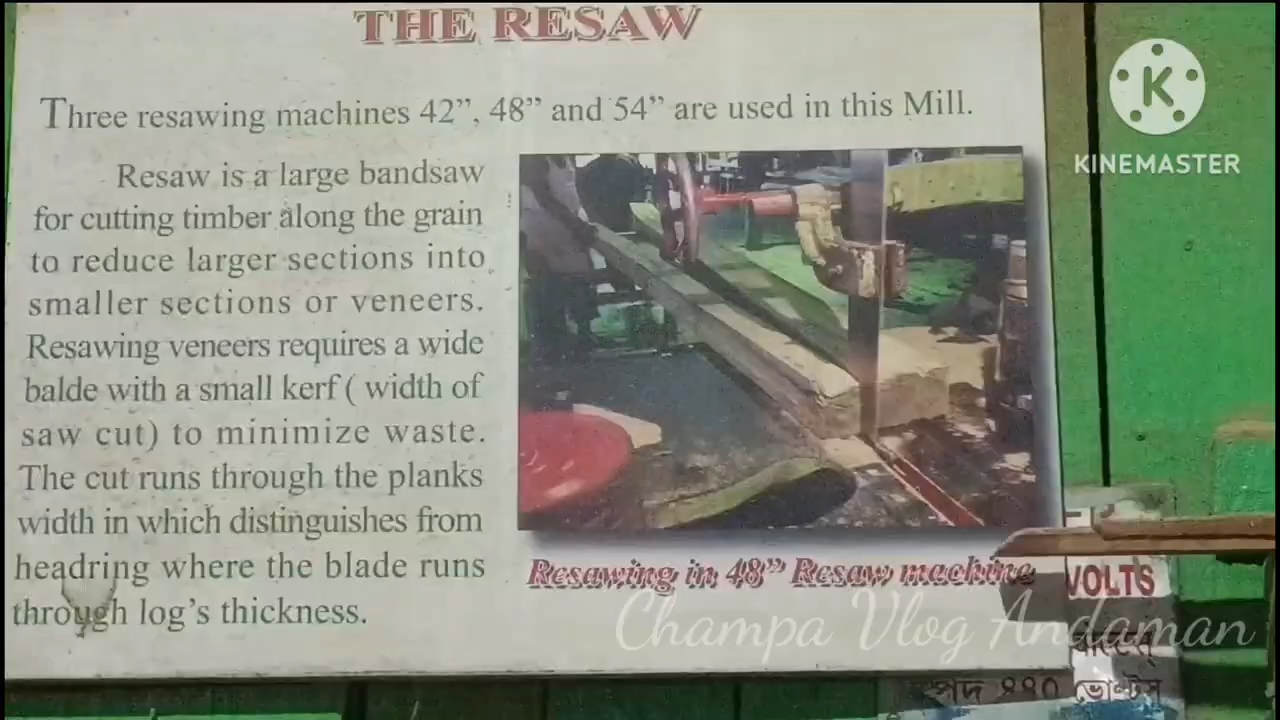 THE RESAW
Three resawing machines 42”, 48” and 54” are used in this Mill.
Resaw is a large bandsaw
for cutting timber along the grain
to reduce larger sections into
smaller sections or veneers.
Resawing veneers requires a wide
balde with a small kerf ( width of
saw cut) to minimize waste.
The cut runs through the planks
width in which distinguishes from
headring where the blade runs
through log’s thickness.
Resawing in 48” Resaw machine
K
KINEMASTER
Champa Vlog Andaman
VOLTS